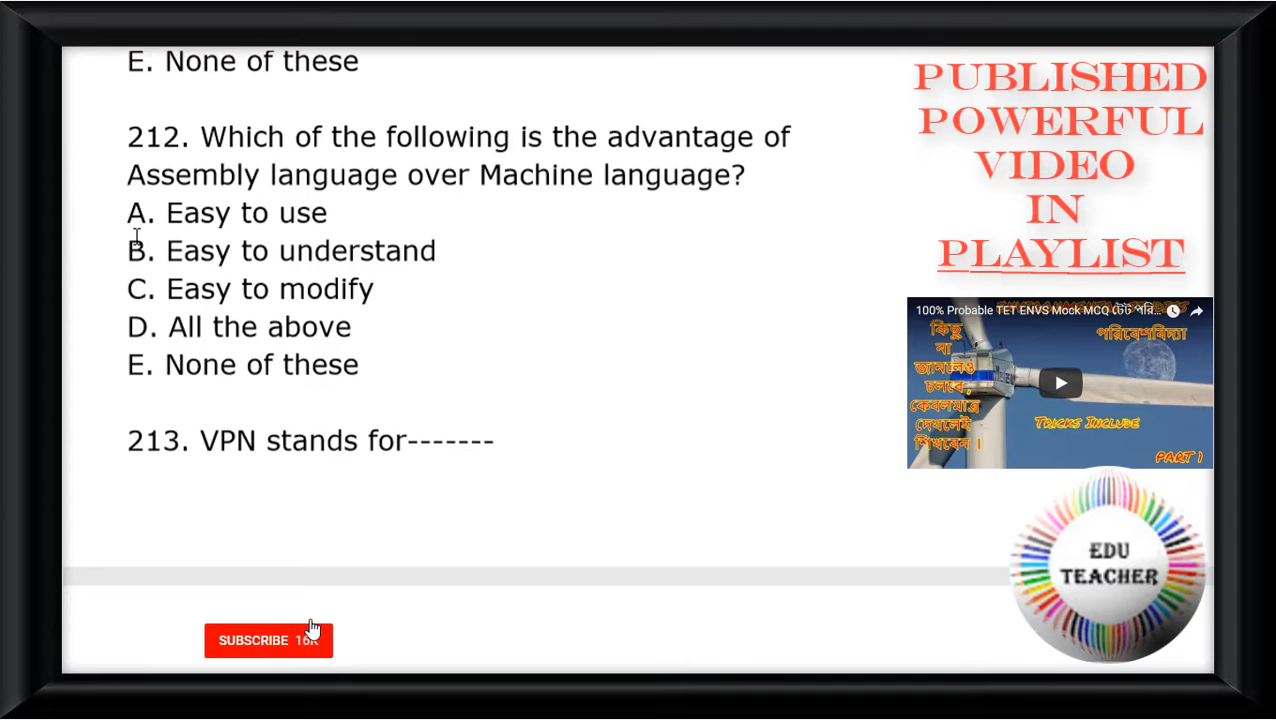 E. None of these
212. Which of the following is the advantage of
Assembly language over Machine language?
A. Easy to use
B. Easy to understand
C. Easy to modify
D. All the above
E. None of these
213. VPN stands for-------
SUBSCRIBE 16K
PUBLISHED
POWERFUL
VIDEO
IN
PLAYLIST
100% Probable TET ENVS Mock MCQ টেট পরি...
পরিবেশবিদ্যা
কিছু
না
জানলেও
চলবে,
কেবলমাত্র
দেখলেই
শিখবেন।
TRICKS INCLUDE
PART 1
EDU
TEACHER